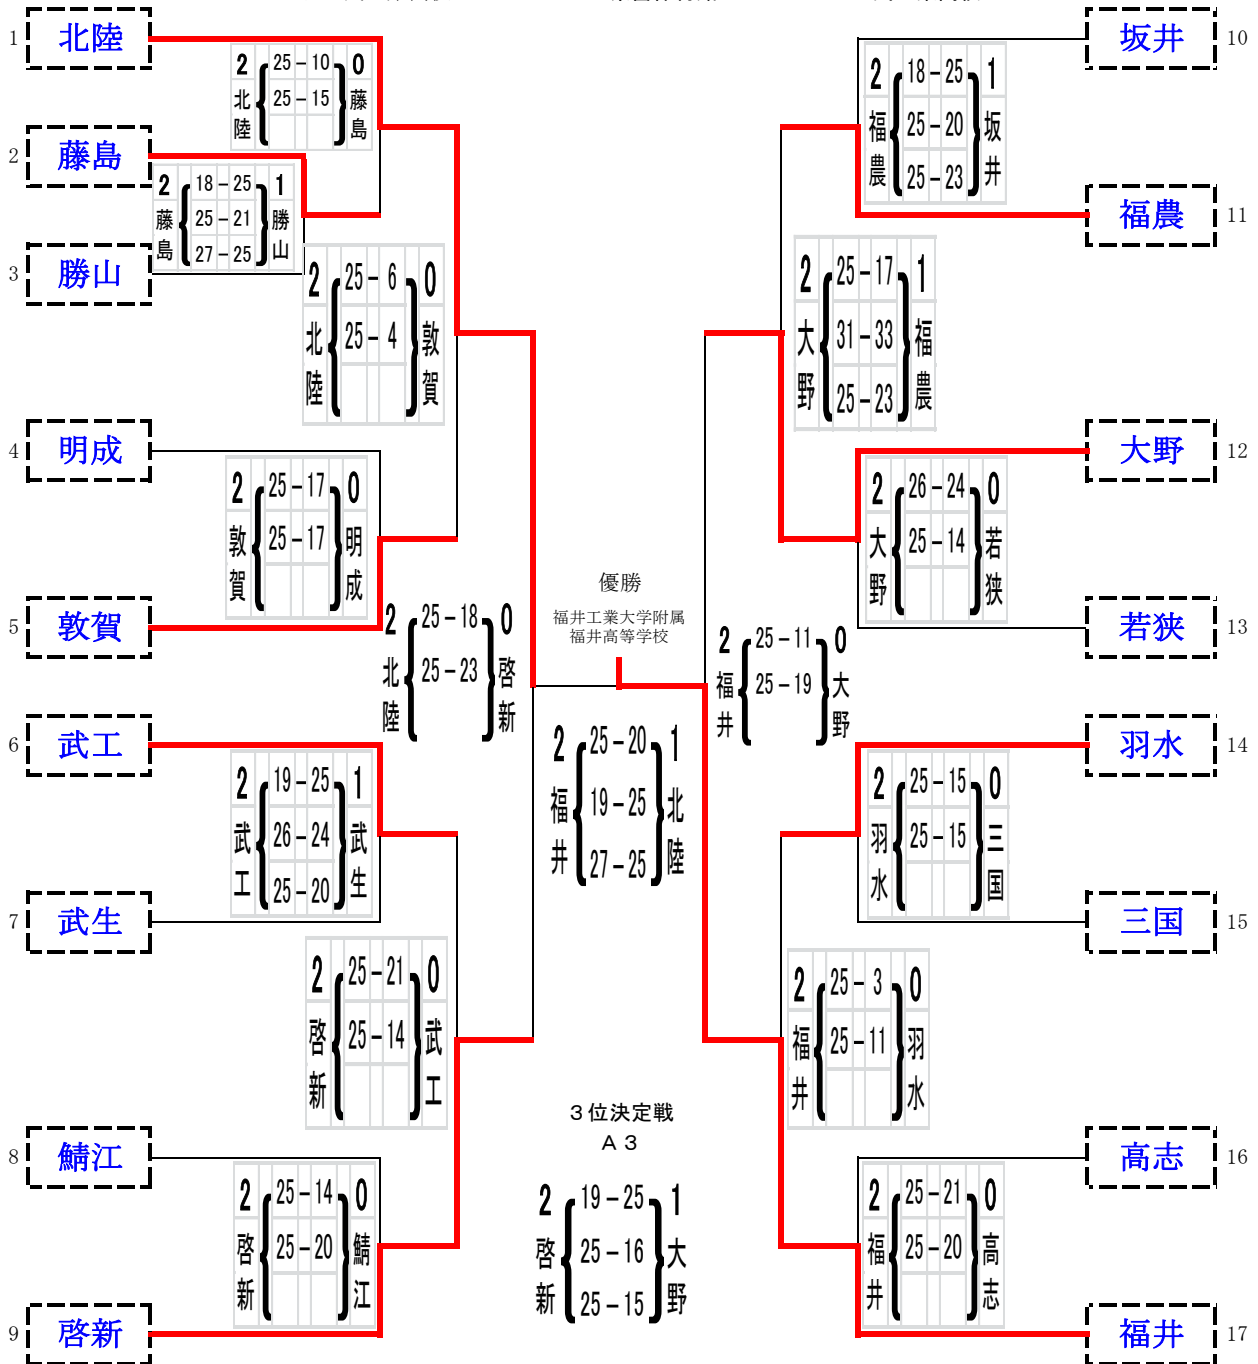 1 北陸
2 25－10 0
北陸 25－15 藤島
2 藤島
2 18－25 1
藤島 25－21 勝山
27－25
3 勝山
2 25－6 0
北陸 25－4 敦賀
4 明成
2 25－17 0
敦賀 25－17 明成
5 敦賀
2 25－18 0
北陸 25－23 啓新
6 武工
2 19－25 1
武工 26－24 武生
25－20
7 武生
2 25－21 0
啓新 25－14 武工
8 鯖江
2 25－14 0
啓新 25－20 鯖江
9 啓新
優勝
福井工業大学附属
福井高等学校
2 25－20 1
福井 19－25 北陸
27－25
3位決定戦
A 3
2 19－25 1
啓新 25－16 大野
25－15
坂井 10
2 18－25 1
福農 25－20 坂井
25－23
福農 11
2 25－17 1
大野 31－33 福農
25－23
大野 12
2 26－24 0
大野 25－14 若狭
若狭 13
2 25－11 0
福井 25－19 大野
羽水 14
2 25－15 0
羽水 25－15 三国
三国 15
2 25－3 0
福井 25－11 羽水
高志 16
2 25－21 0
福井 25－20 高志
福井 17